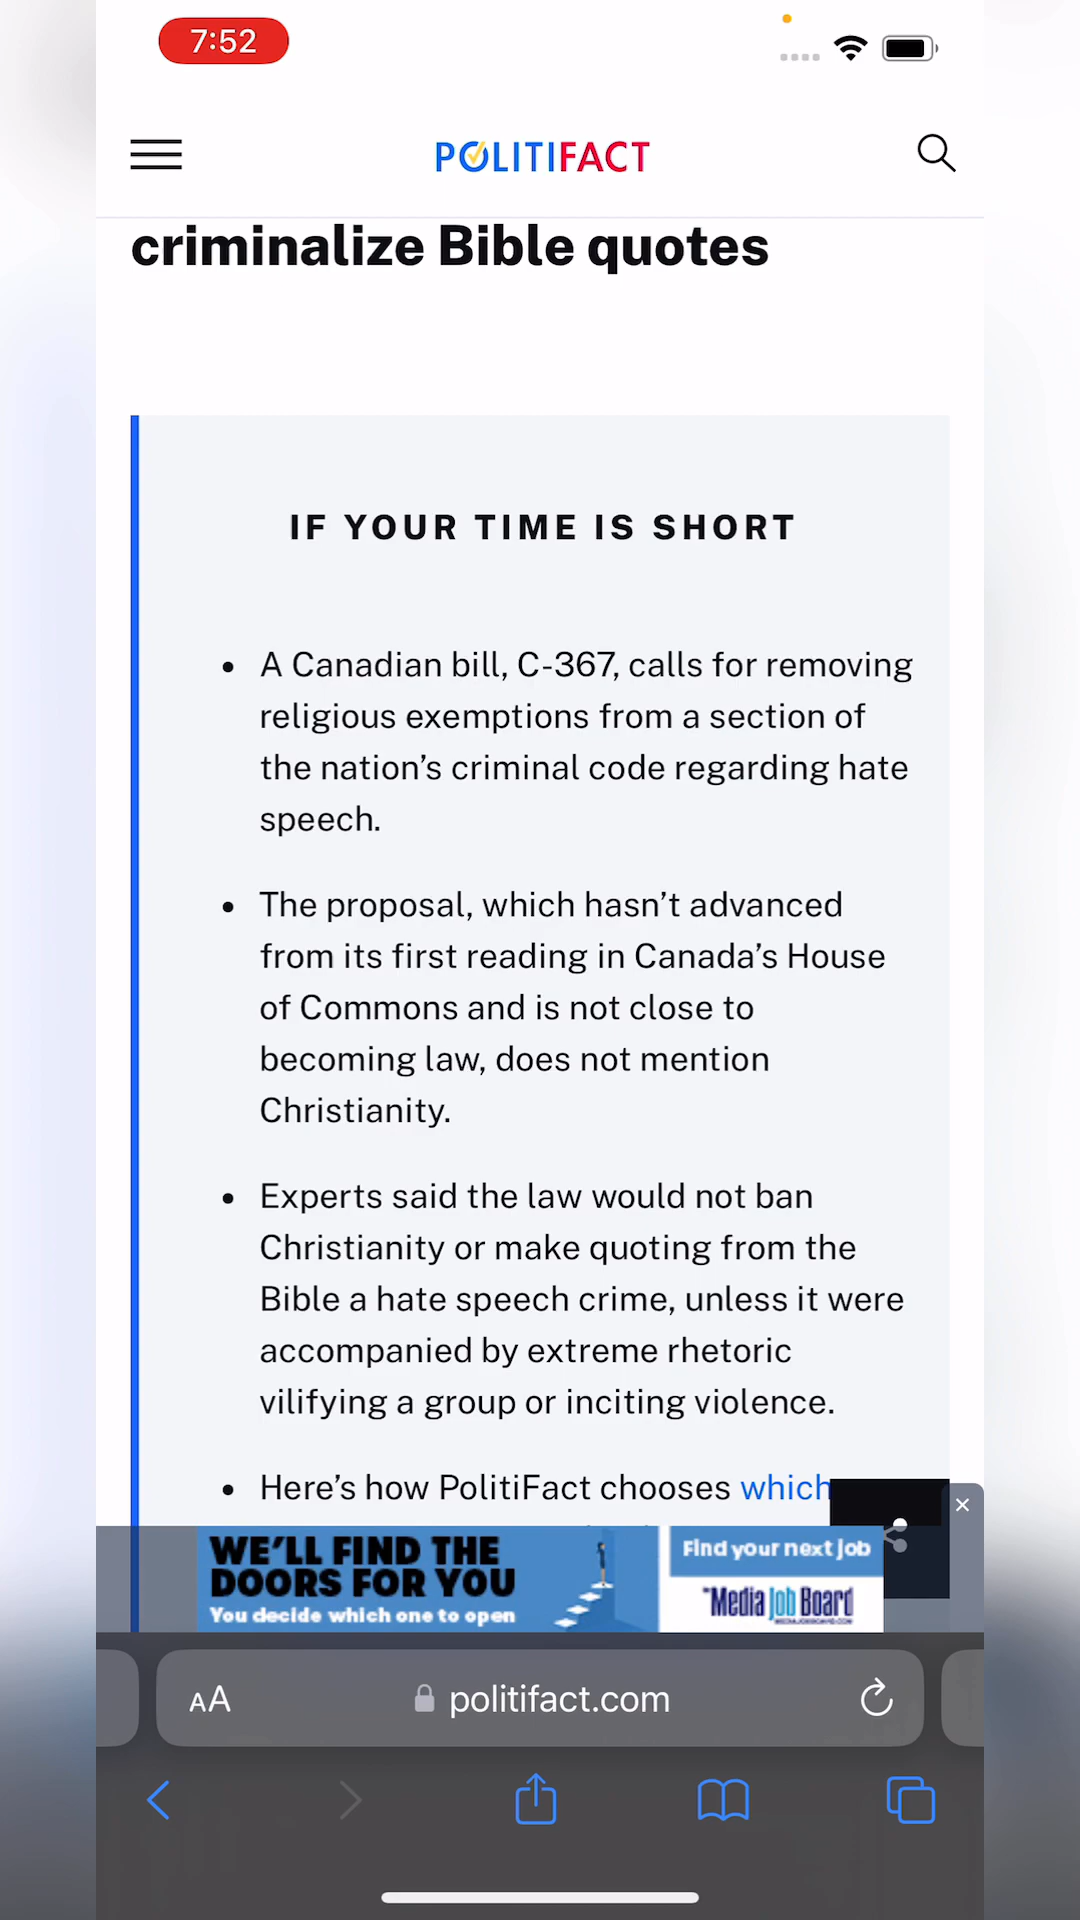 7:52
POLITIFACT
criminalize Bible quotes
IF YOUR TIME IS SHORT
• A Canadian bill, C-367, calls for removing
religious exemptions from a section of
the nation’s criminal code regarding hate
speech.
• The proposal, which hasn’t advanced
from its first reading in Canada’s House
of Commons and is not close to
becoming law, does not mention
Christianity.
• Experts said the law would not ban
Christianity or make quoting from the
Bible a hate speech crime, unless it were
accompanied by extreme rhetoric
vilifying a group or inciting violence.
• Here’s how PolitiFact chooses which
WE’LL FIND THE
DOORS FOR YOU
You decide which one to open
Find your next job
Media Job Board
AA
politifact.com